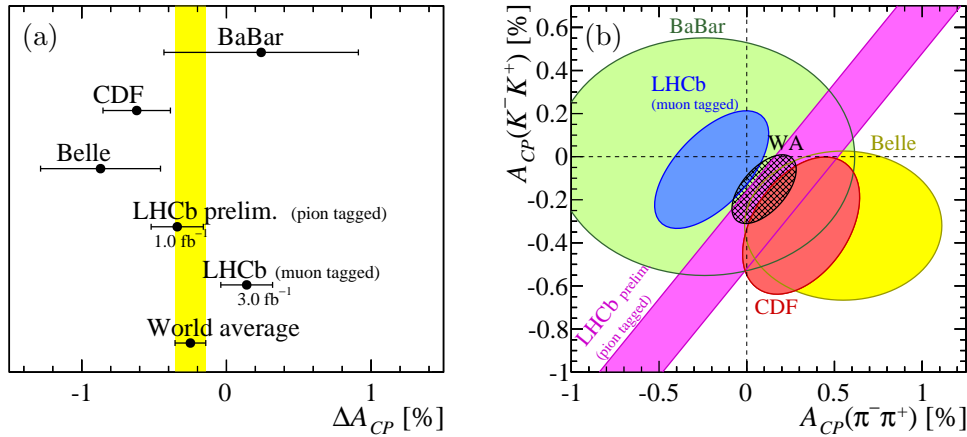 (a)
BaBar
CDF
Belle
LHCb prelim. (pion tagged)
1.0 fb⁻¹
LHCb (muon tagged)
3.0 fb⁻¹
World average
-1 0 1
ΔA_CP [%]
A_CP(K⁻K⁺) [%]
0.6
0.4
0.2
0
-0.2
-0.4
-0.6
-0.8
-1
(b)
BaBar
LHCb
(muon tagged)
WA
Belle
CDF
LHCb prelim.
(pion tagged)
-1 -0.5 0 0.5 1
A_CP(π⁻π⁺) [%]